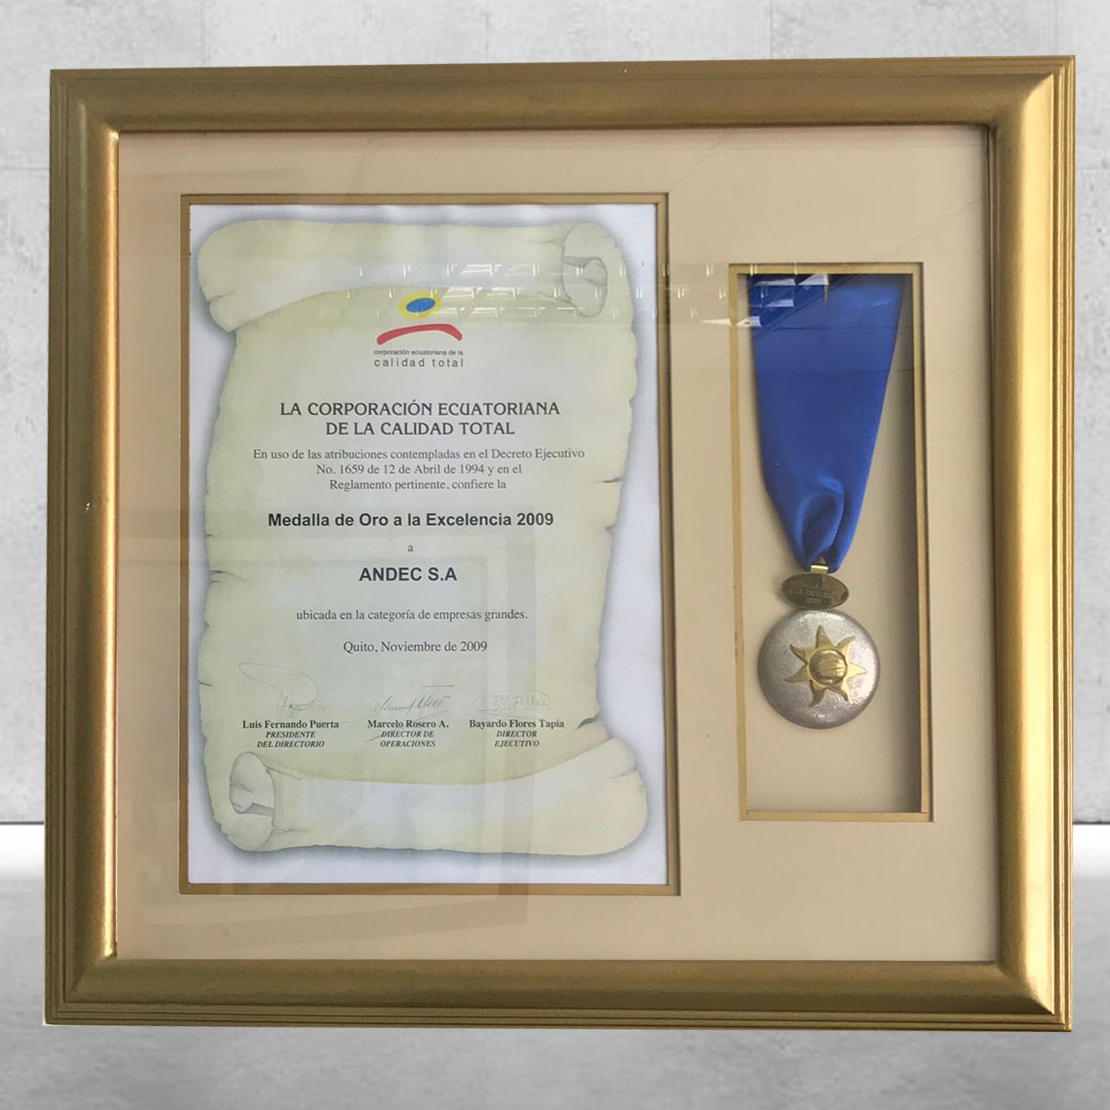 corporación ecuatoriana de la
calidad total
LA CORPORACIÓN ECUATORIANA
DE LA CALIDAD TOTAL
En uso de las atribuciones contempladas en el Decreto Ejecutivo
No. 1659 de 12 de Abril de 1994 y en el
Reglamento pertinente, confiere la
Medalla de Oro a la Excelencia 2009
a
ANDEC S.A
ubicada en la categoría de empresas grandes.
Quito, Noviembre de 2009
Luis Fernando Puerta
PRESIDENTE
DEL DIRECTORIO
Marcelo Rosero A.
DIRECTOR DE
OPERACIONES
Bayardo Flores Tapia
DIRECTOR
EJECUTIVO